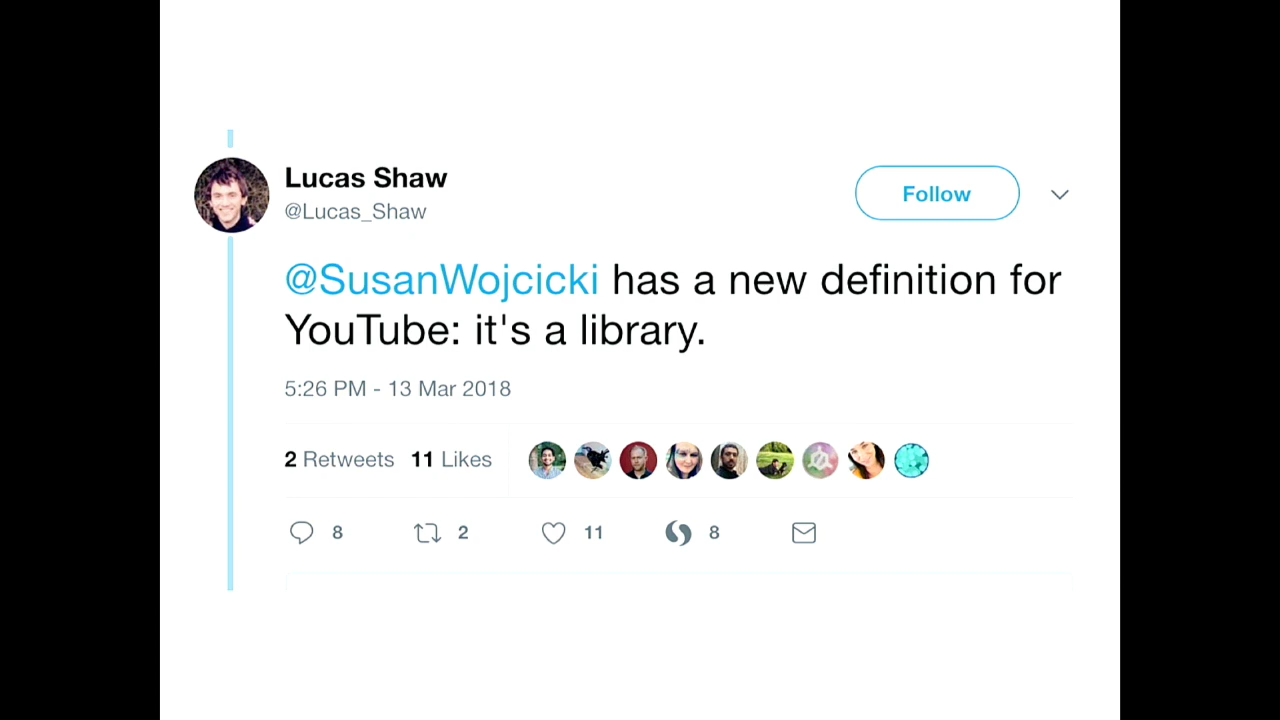 Lucas Shaw
@Lucas_Shaw
Follow
@SusanWojcicki has a new definition for
YouTube: it's a library.
5:26 PM - 13 Mar 2018
2 Retweets 11 Likes
8 2 11 8